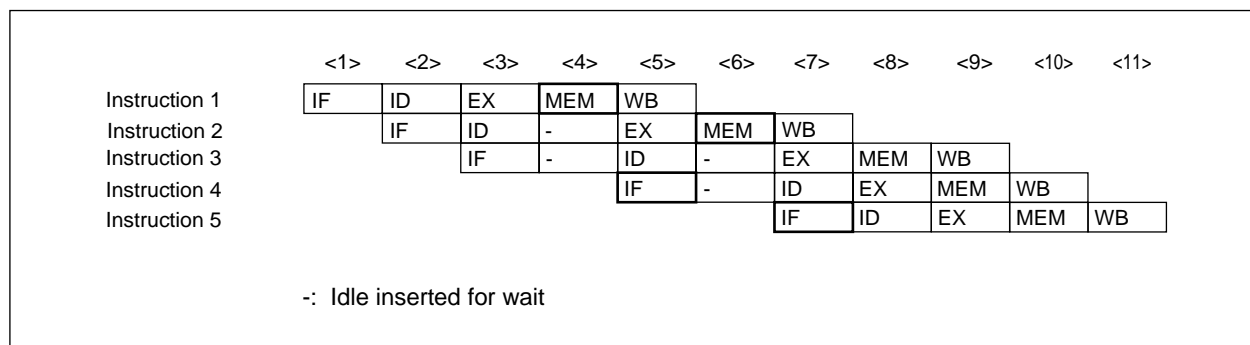 <1> <2> <3> <4> <5> <6> <7> <8> <9> <10> <11>
Instruction 1 IF ID EX MEM WB
Instruction 2 IF ID - EX MEM WB
Instruction 3 IF - ID - EX MEM WB
Instruction 4 IF - ID EX MEM WB
Instruction 5 IF ID EX MEM WB
-: Idle inserted for wait